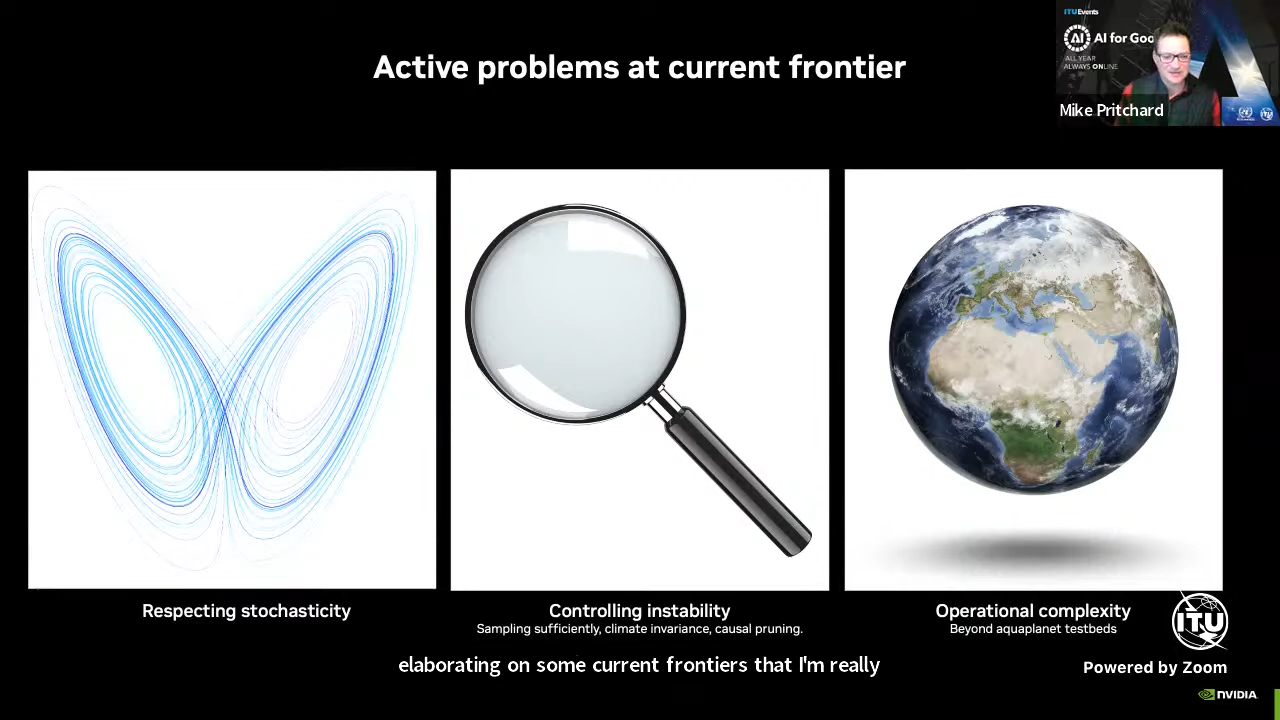 Active problems at current frontier
ITUEvents
AI
AI for Goo
ALL YEAR
ALWAYS ONLINE
Mike Pritchard
Respecting stochasticity
Controlling instability
Sampling sufficiently, climate invariance, causal pruning.
Operational complexity
Beyond aquaplanet testbeds
ITU
elaborating on some current frontiers that I'm really
Powered by Zoom
NVIDIA.